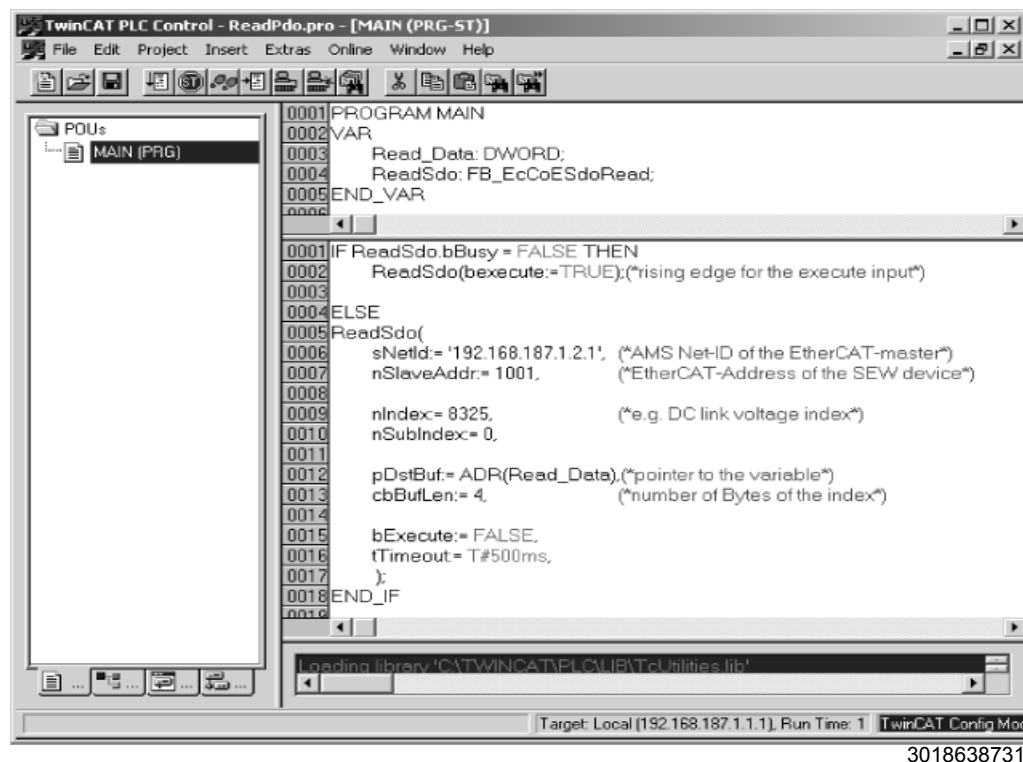 TwinCAT PLC Control - ReadPdo.pro - [MAIN (PRG-ST)]
File Edit Project Insert Extras Online Window Help
POUs
MAIN (PRG)
0001 PROGRAM MAIN
0002 VAR
0003 Read_Data: DWORD;
0004 ReadSdo: FB_EcCoESdoRead;
0005 END_VAR
0006
0001 IF ReadSdo.bBusy = FALSE THEN
0002 ReadSdo(bexecute:=TRUE);(*rising edge for the execute input*)
0003
0004 ELSE
0005 ReadSdo(
0006 sNetId:= '192.168.187.1.2.1', (*AMS Net-ID of the EtherCAT-master*)
0007 nSlaveAddr:= 1001, (*EtherCAT-Address of the SEW device*)
0008
0009 nIndex:= 8325, (*e.g. DC link voltage index*)
0010 nSubIndex:= 0,
0011
0012 pDstBuf:= ADR(Read_Data),(*pointer to the variable*)
0013 cbBufLen:= 4, (*number of Bytes of the index*)
0014
0015 bExecute:= FALSE,
0016 tTimeout:= T#500ms,
0017 );
0018 END_IF
0019
Loading library 'C:\TWINCAT\PLC\LIB\TcUtilities.lib'
... ... ... ...
Target: Local (192.168.187.1.1.1), Run Time: 1 TwinCAT Config Mod
3018638731